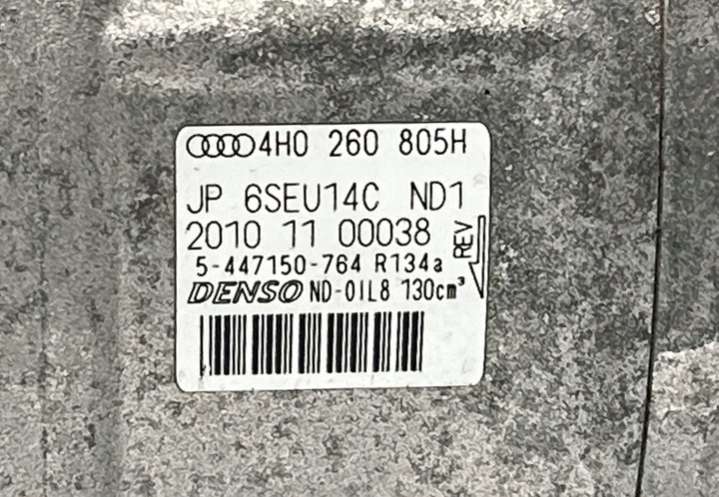 4H0 260 805H
JP 6SEU14C ND1
2010 11 00038
REV
5-447150-764 R134a
DENSO ND-OIL8 130cm³